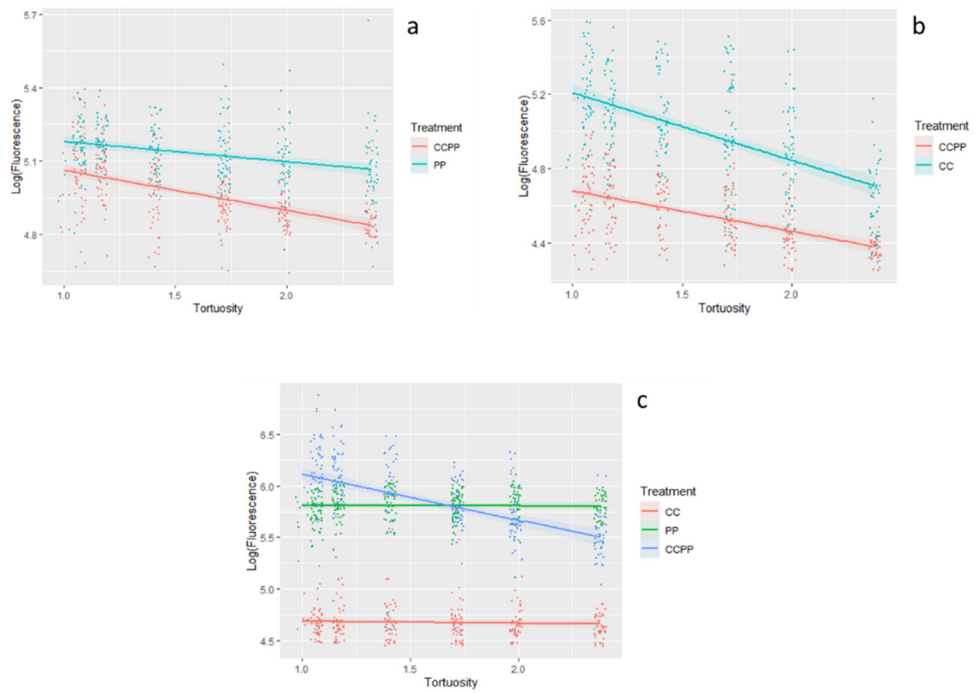 a
5.7
5.4
5.1
4.8
Log(Fluorescence)
1.0 1.5 2.0
Tortuosity
Treatment
CCPP
PP
b
5.6
5.2
4.8
4.4
Log(Fluorescence)
1.0 1.5 2.0
Tortuosity
Treatment
CCPP
CC
c
6.5
6.0
5.5
5.0
4.5
Log(Fluorescence)
1.0 1.5 2.0
Tortuosity
Treatment
CC
PP
CCPP